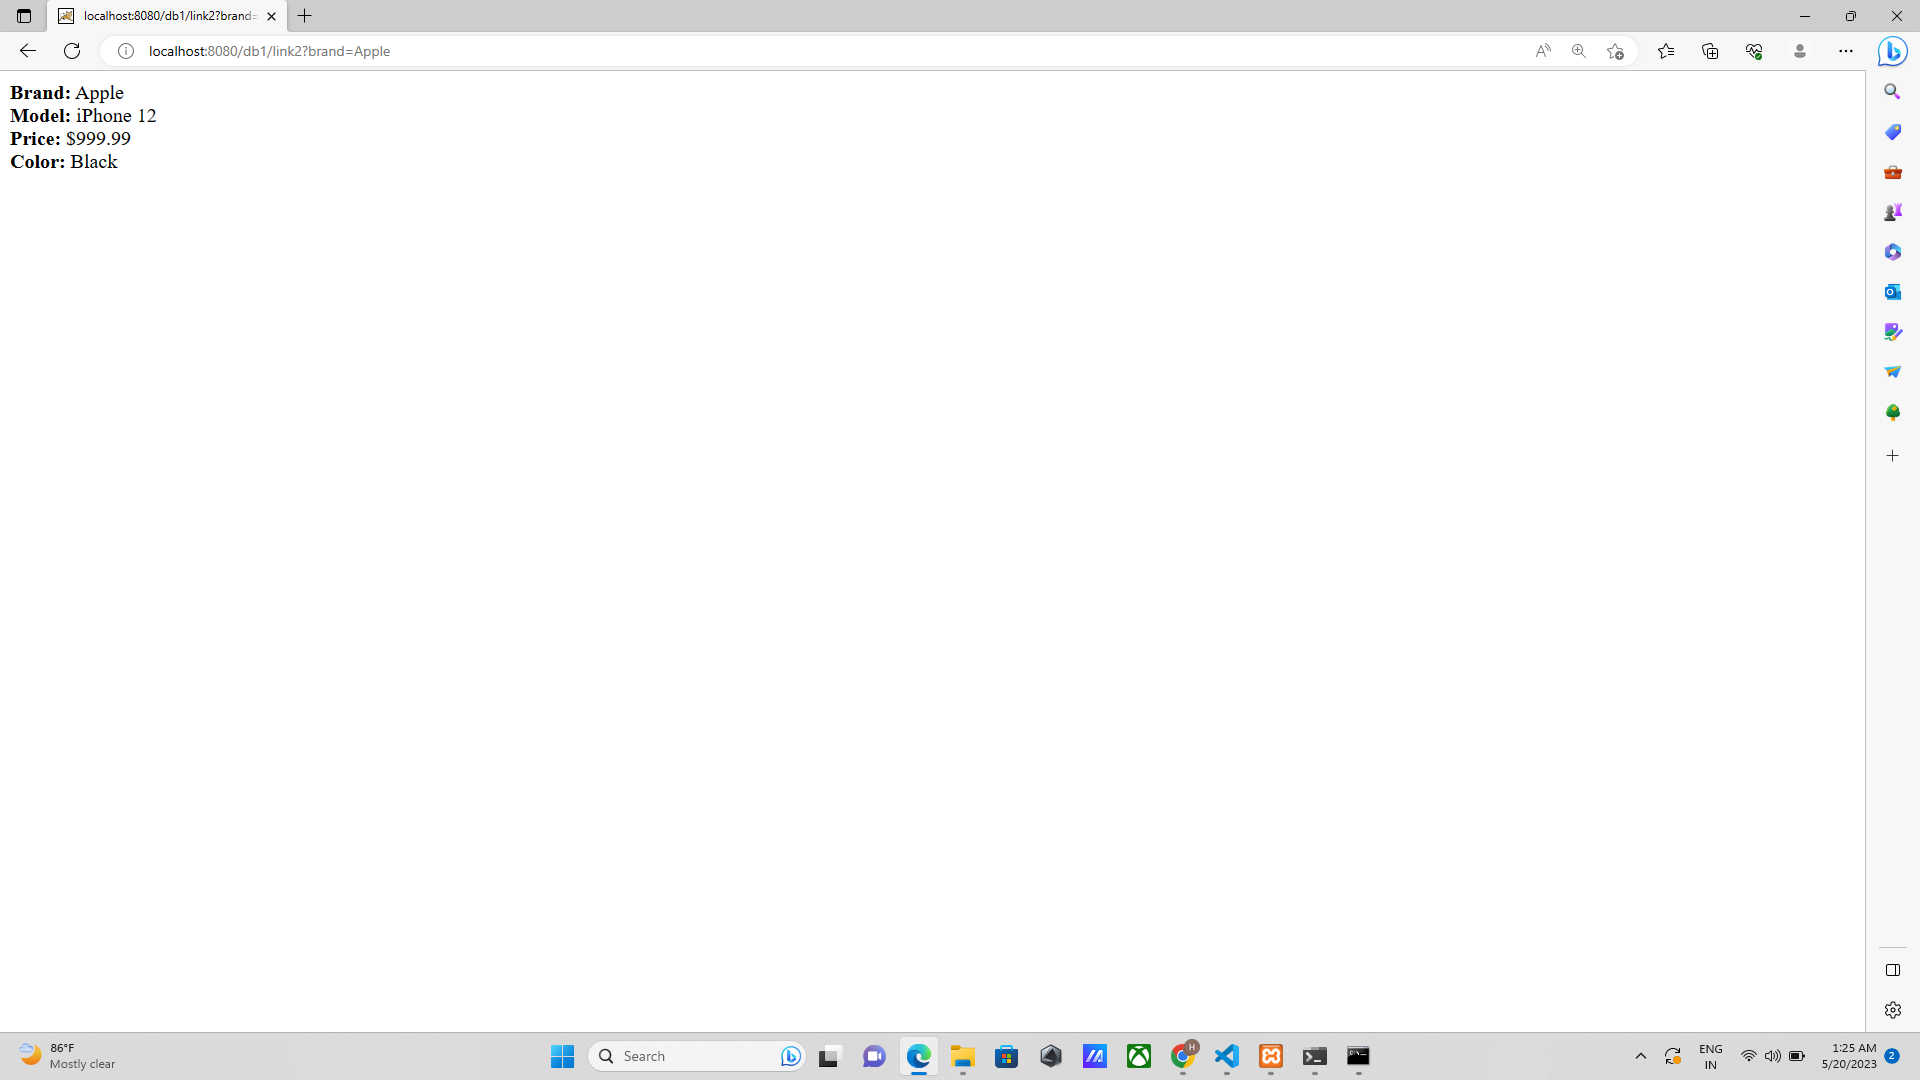 localhost:8080/db1/link2?brand=
localhost:8080/db1/link2?brand=Apple
Brand: Apple
Model: iPhone 12
Price: $999.99
Color: Black
86°F
Mostly clear
Search
H
ENG
IN
1:25 AM
5/20/2023
2